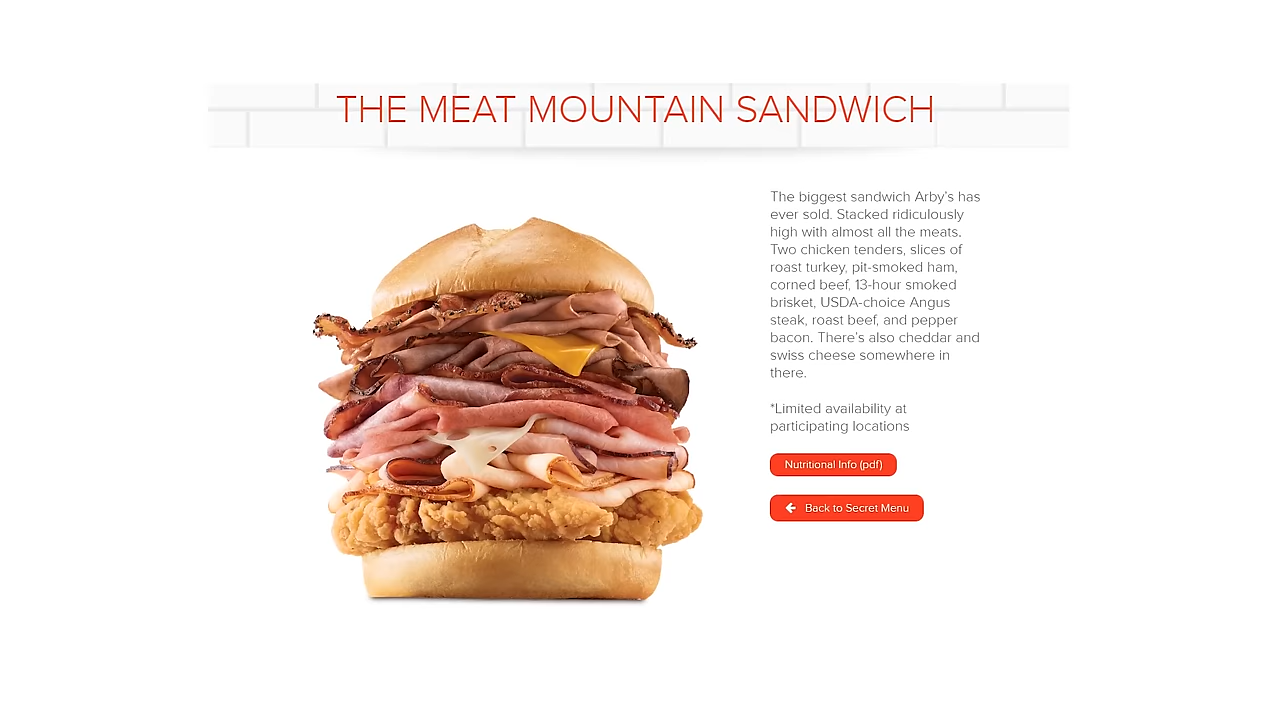 THE MEAT MOUNTAIN SANDWICH
The biggest sandwich Arby's has
ever sold. Stacked ridiculously
high with almost all the meats.
Two chicken tenders, slices of
roast turkey, pit-smoked ham,
corned beef, 13-hour smoked
brisket, USDA-choice Angus
steak, roast beef, and pepper
bacon. There's also cheddar and
swiss cheese somewhere in
there.
*Limited availability at
participating locations
Nutritional Info (pdf)
Back to Secret Menu